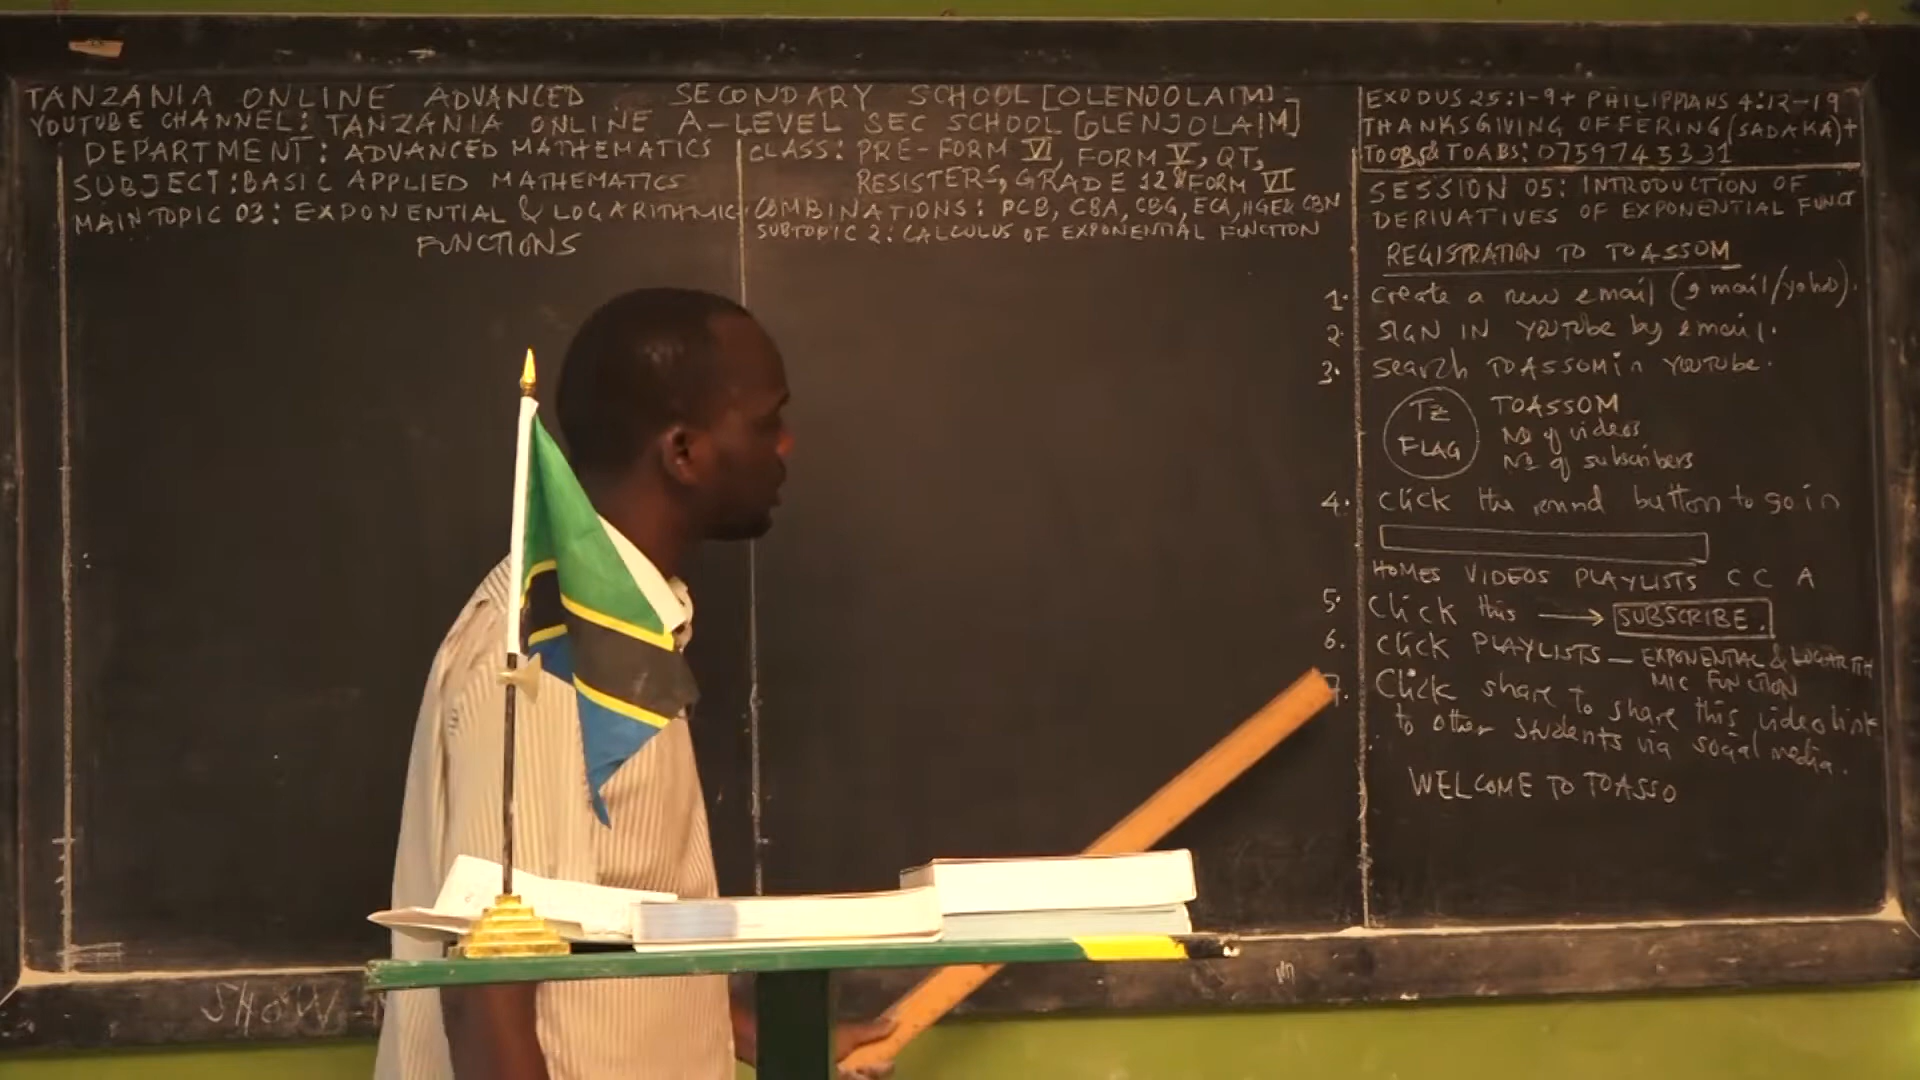 TANZANIA ONLINE ADVANCED SECONDARY SCHOOL [OLENJOLAIM]
YOUTUBE CHANNEL: TANZANIA ONLINE A-LEVEL SEC SCHOOL [OLENJOLAIM]
DEPARTMENT: ADVANCED MATHEMATICS
SUBJECT: BASIC APPLIED MATHEMATICS
MAIN TOPIC 03: EXPONENTIAL & LOGARITHMIC
FUNCTIONS
CLASS: PRE-FORM VI, FORM V, QT,
RESISTERS, GRADE 12 & FORM VI
COMBINATIONS: PCB, CBA, CBG, ECA, HGE& CBN
SUBTOPIC 2: CALCULUS OF EXPONENTIAL FUNCTION
EXODUS 25:1-9+ PHILIPPIANS 4:12-19
THANKSGIVING OFFERING (SADAKA)+
TOOBS& TOABS: 0759745331
SESSION 05: INTRODUCTION OF
DERIVATIVES OF EXPONENTIAL FUNCT
REGISTRATION TO TOASSOM
1. Create a new email (gmail/yahoo).
2. SIGN IN YOUTUBE by email.
3. Search TOASSOM in YOUTUBE.
TZ
FLAG
TOASSOM
No of videos
No of subscribers
4. Click the round button to go in
HOMES VIDEOS PLAYLISTS C C A
5. Click this → SUBSCRIBE.
6. Click PLAYLISTS — EXPONENTIAL & LOGARITH
MIC FUNCTION
7. Click share to share this video link
to other students via social media.
WELCOME TO TOASSO
SHOW